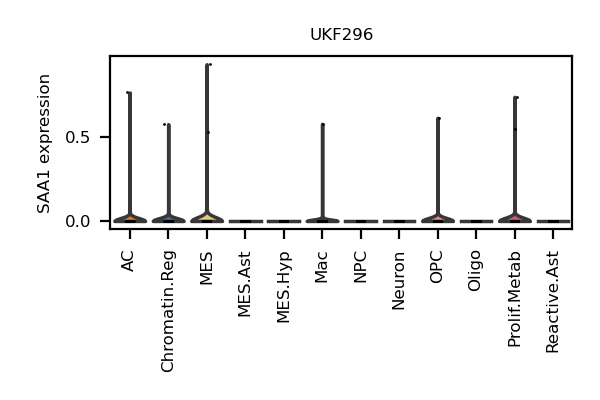 UKF296
SAA1 expression
0.5
0.0
AC
Chromatin.Reg
MES
MES.Ast
MES.Hyp
Mac
NPC
Neuron
OPC
Oligo
Prolif.Metab
Reactive.Ast